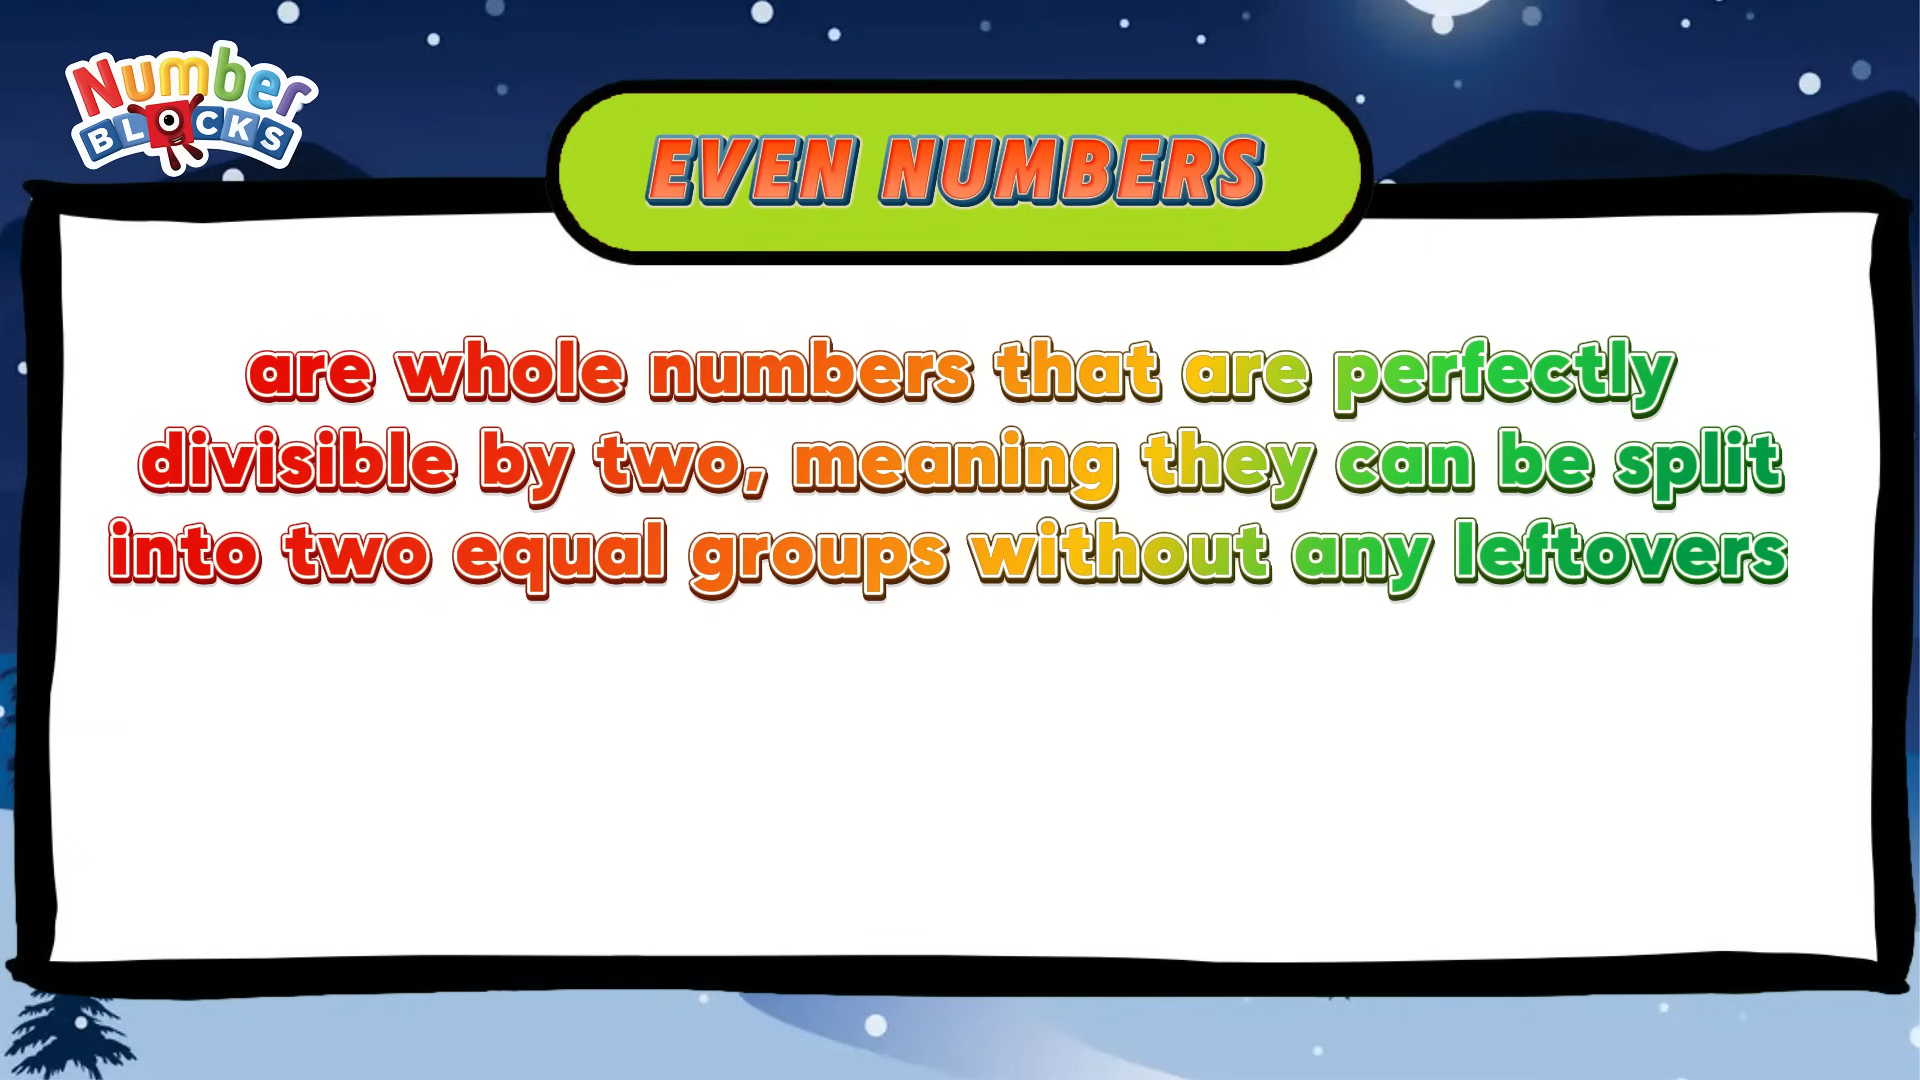 Number
BLOCKS
EVEN NUMBERS
are whole numbers that are perfectly
divisible by two, meaning they can be split
into two equal groups without any leftovers